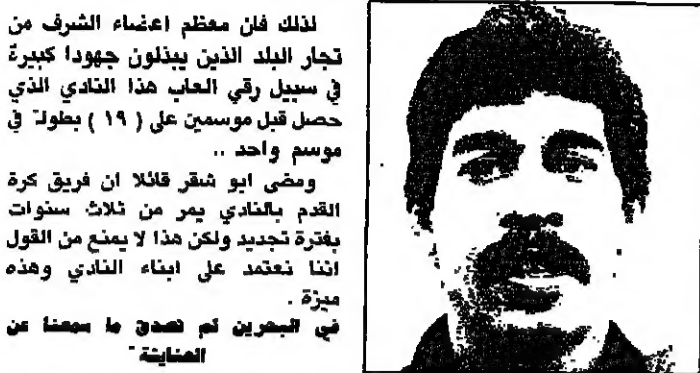 لذلك فان معظم اعضاء الشرف من
تجار البلد الذين يبذلون جهودا كبيرة
في سبيل رقي العاب هذا النادي الذي
حصل قبل موسمين على ( ١٩ ) بطولة في
موسم واحد ..
ومضى ابو شقر قائلا ان فريق كرة
القدم بالنادي يمر من ثلاث سنوات
بفترة تجديد ولكن هذا لا يمنع من القول
اننا نعتمد على ابناء النادي وهذه
ميزة .
في البحرين لم نصدق ما سمعنا عن